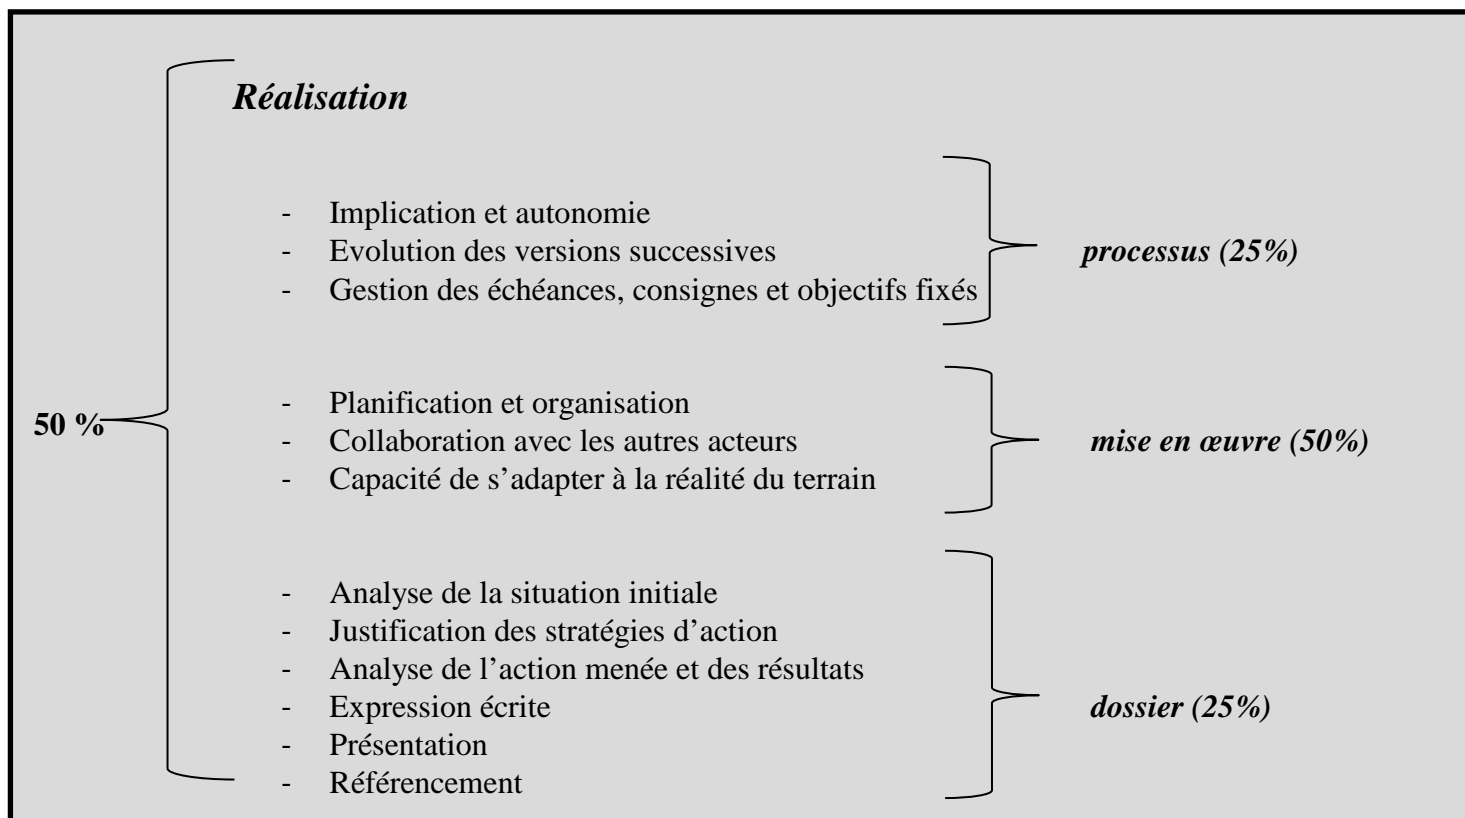 Réalisation
- Implication et autonomie
- Evolution des versions successives
- Gestion des échéances, consignes et objectifs fixés
processus (25%)
50 %
- Planification et organisation
- Collaboration avec les autres acteurs
- Capacité de s’adapter à la réalité du terrain
mise en œuvre (50%)
- Analyse de la situation initiale
- Justification des stratégies d’action
- Analyse de l’action menée et des résultats
- Expression écrite
- Présentation
- Référencement
dossier (25%)